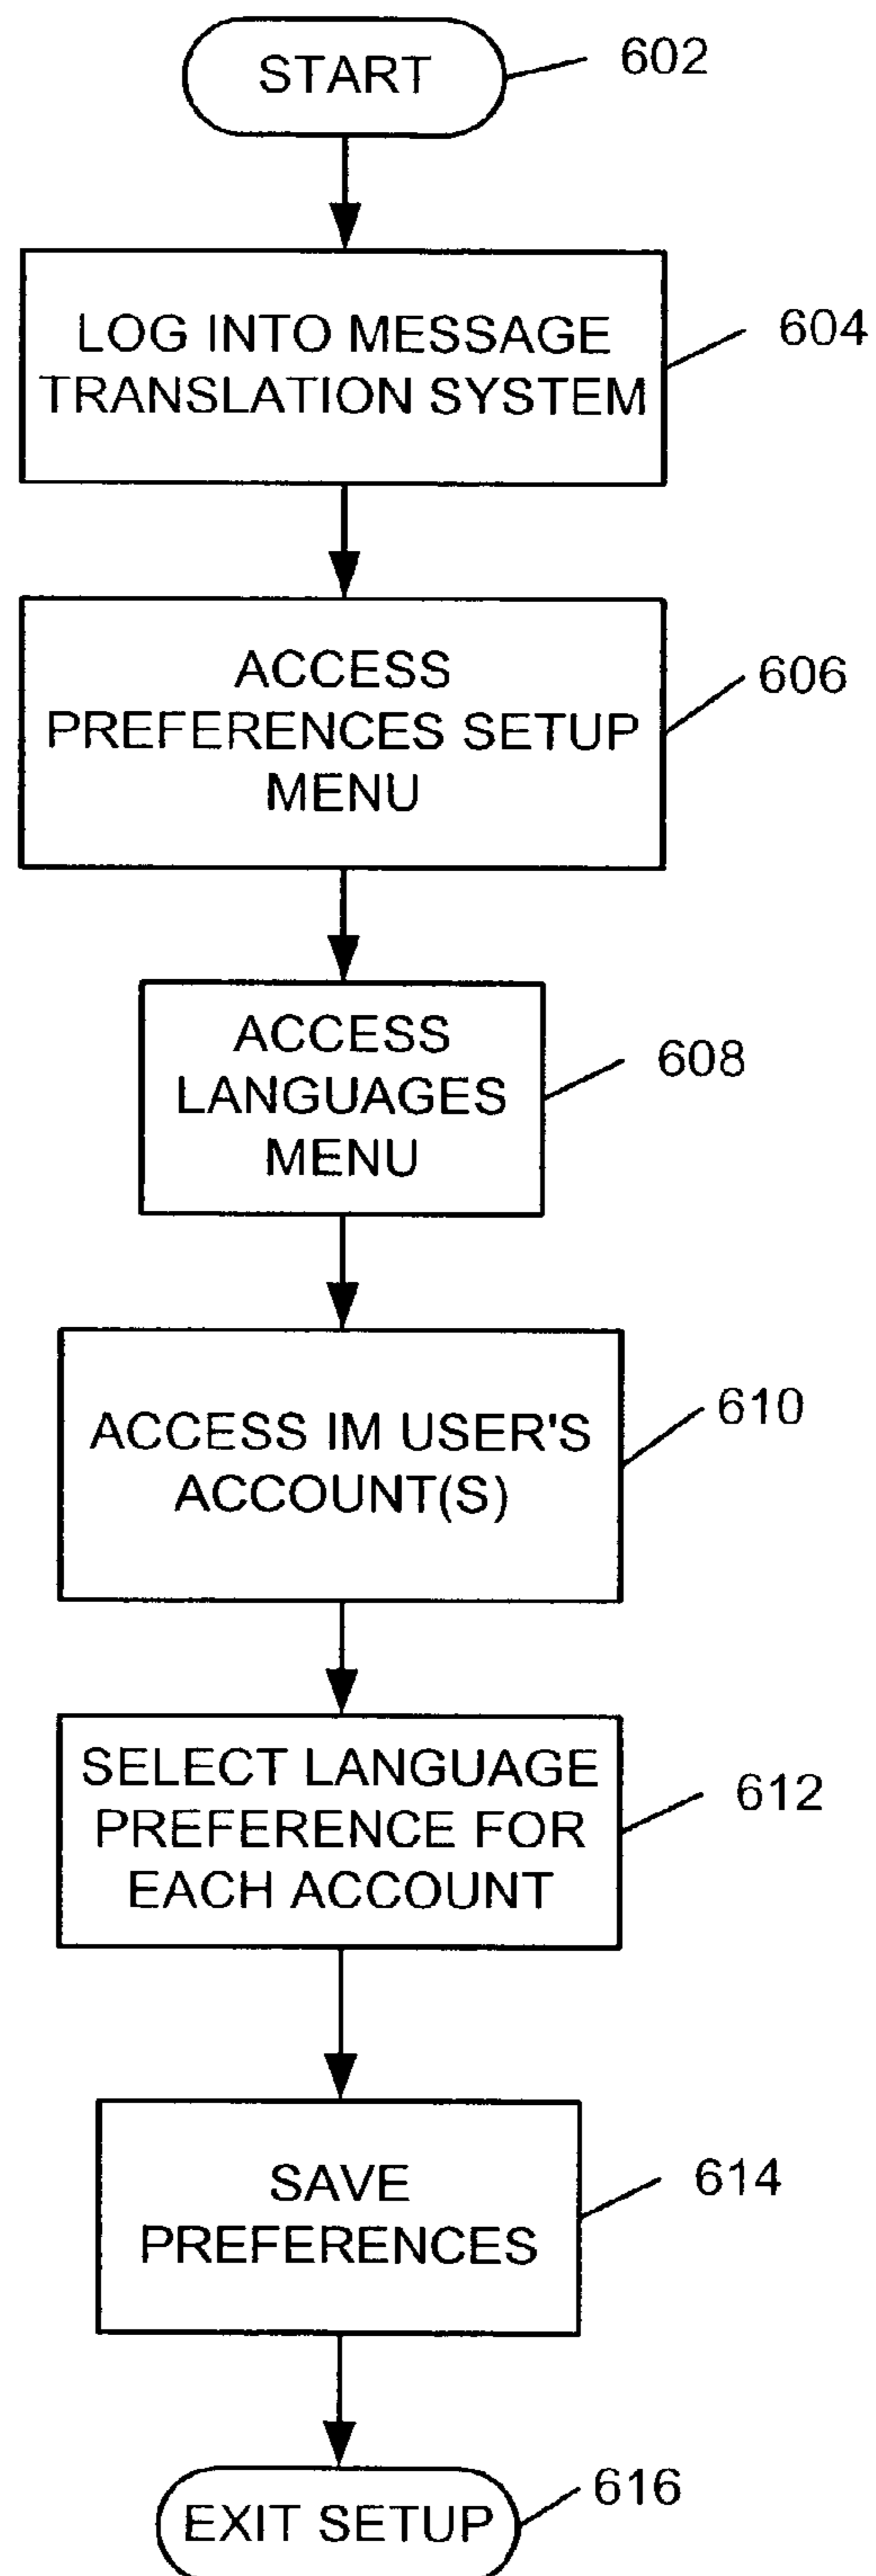 START
602
LOG INTO MESSAGE
TRANSLATION SYSTEM
604
ACCESS
PREFERENCES SETUP
MENU
606
ACCESS
LANGUAGES
MENU
608
ACCESS IM USER'S
ACCOUNT(S)
610
SELECT LANGUAGE
PREFERENCE FOR
EACH ACCOUNT
612
SAVE
PREFERENCES
614
EXIT SETUP
616